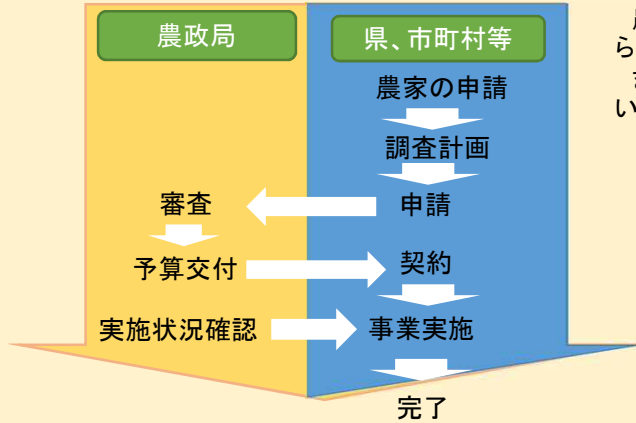 農政局
県、市町村等
農家の申請
調査計画
審査
申請
予算交付
契約
実施状況確認
事業実施
完了
ら
い